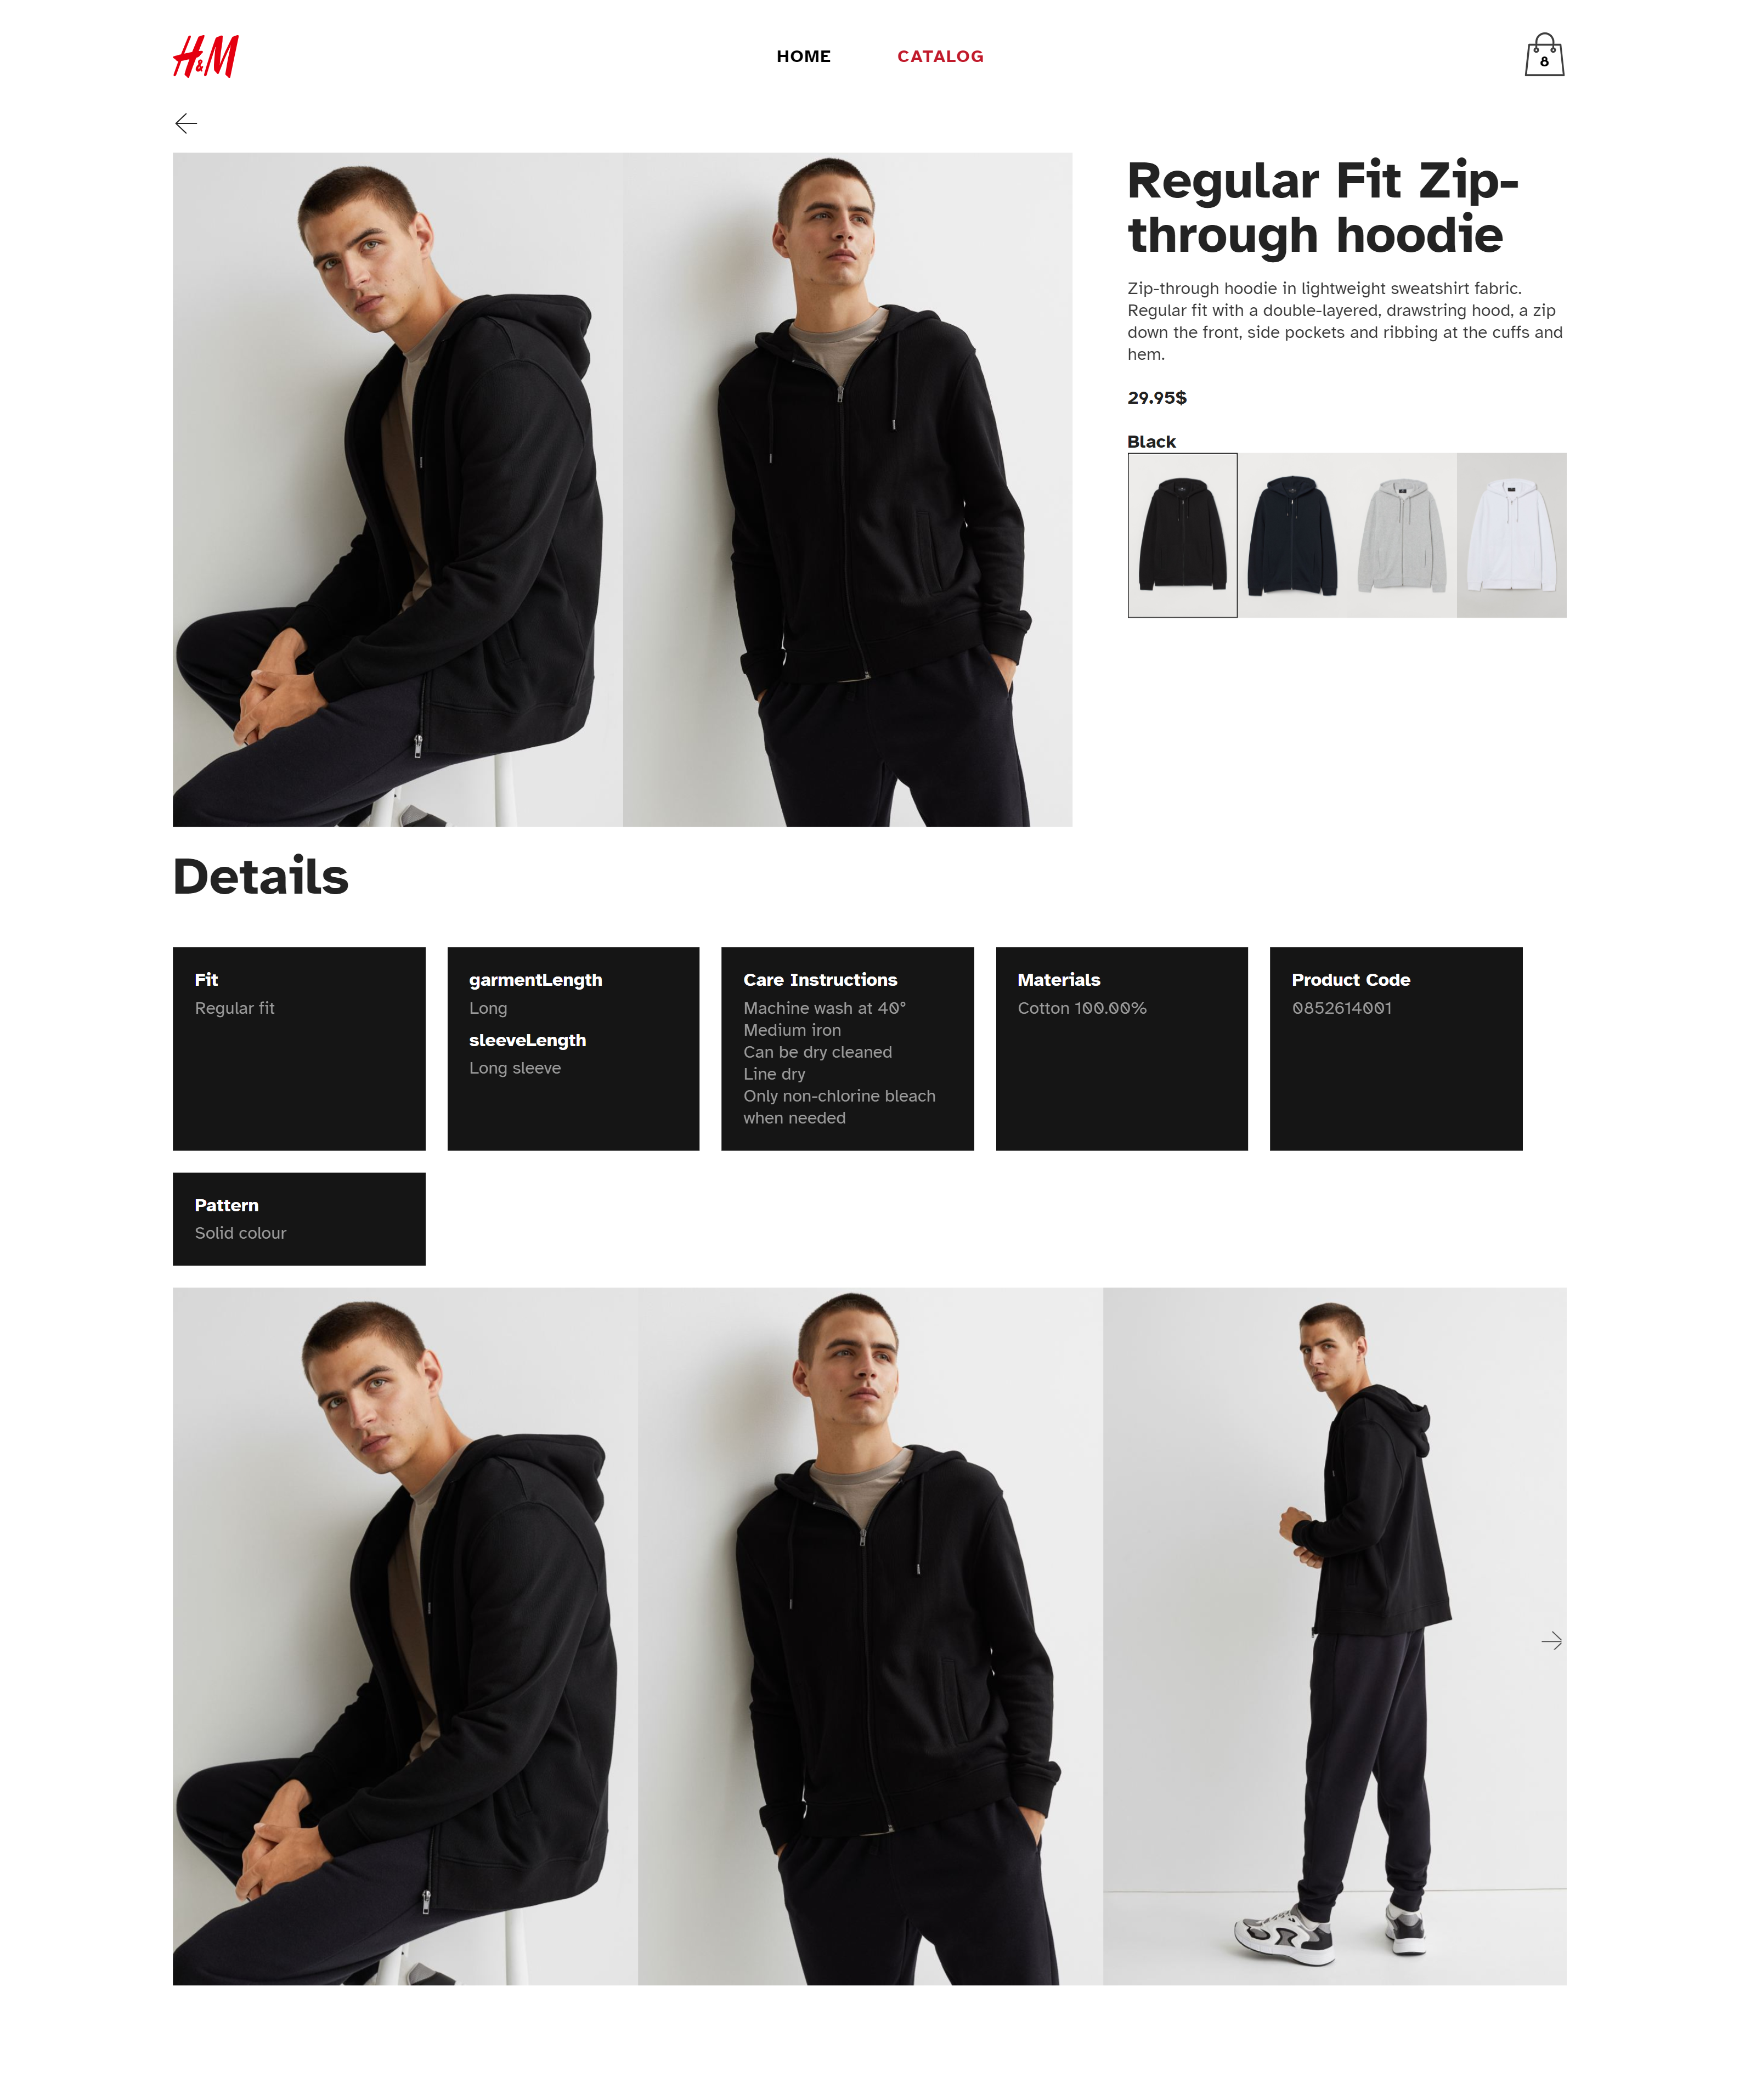 H&M
HOME
CATALOG
8
Regular Fit Zip-
through hoodie
Zip-through hoodie in lightweight sweatshirt fabric.
Regular fit with a double-layered, drawstring hood, a zip
down the front, side pockets and ribbing at the cuffs and
hem.
29.95$
Black
Details
Fit
Regular fit
garmentLength
Long
sleeveLength
Long sleeve
Care Instructions
Machine wash at 40°
Medium iron
Can be dry cleaned
Line dry
Only non-chlorine bleach
when needed
Materials
Cotton 100.00%
Product Code
0852614001
Pattern
Solid colour